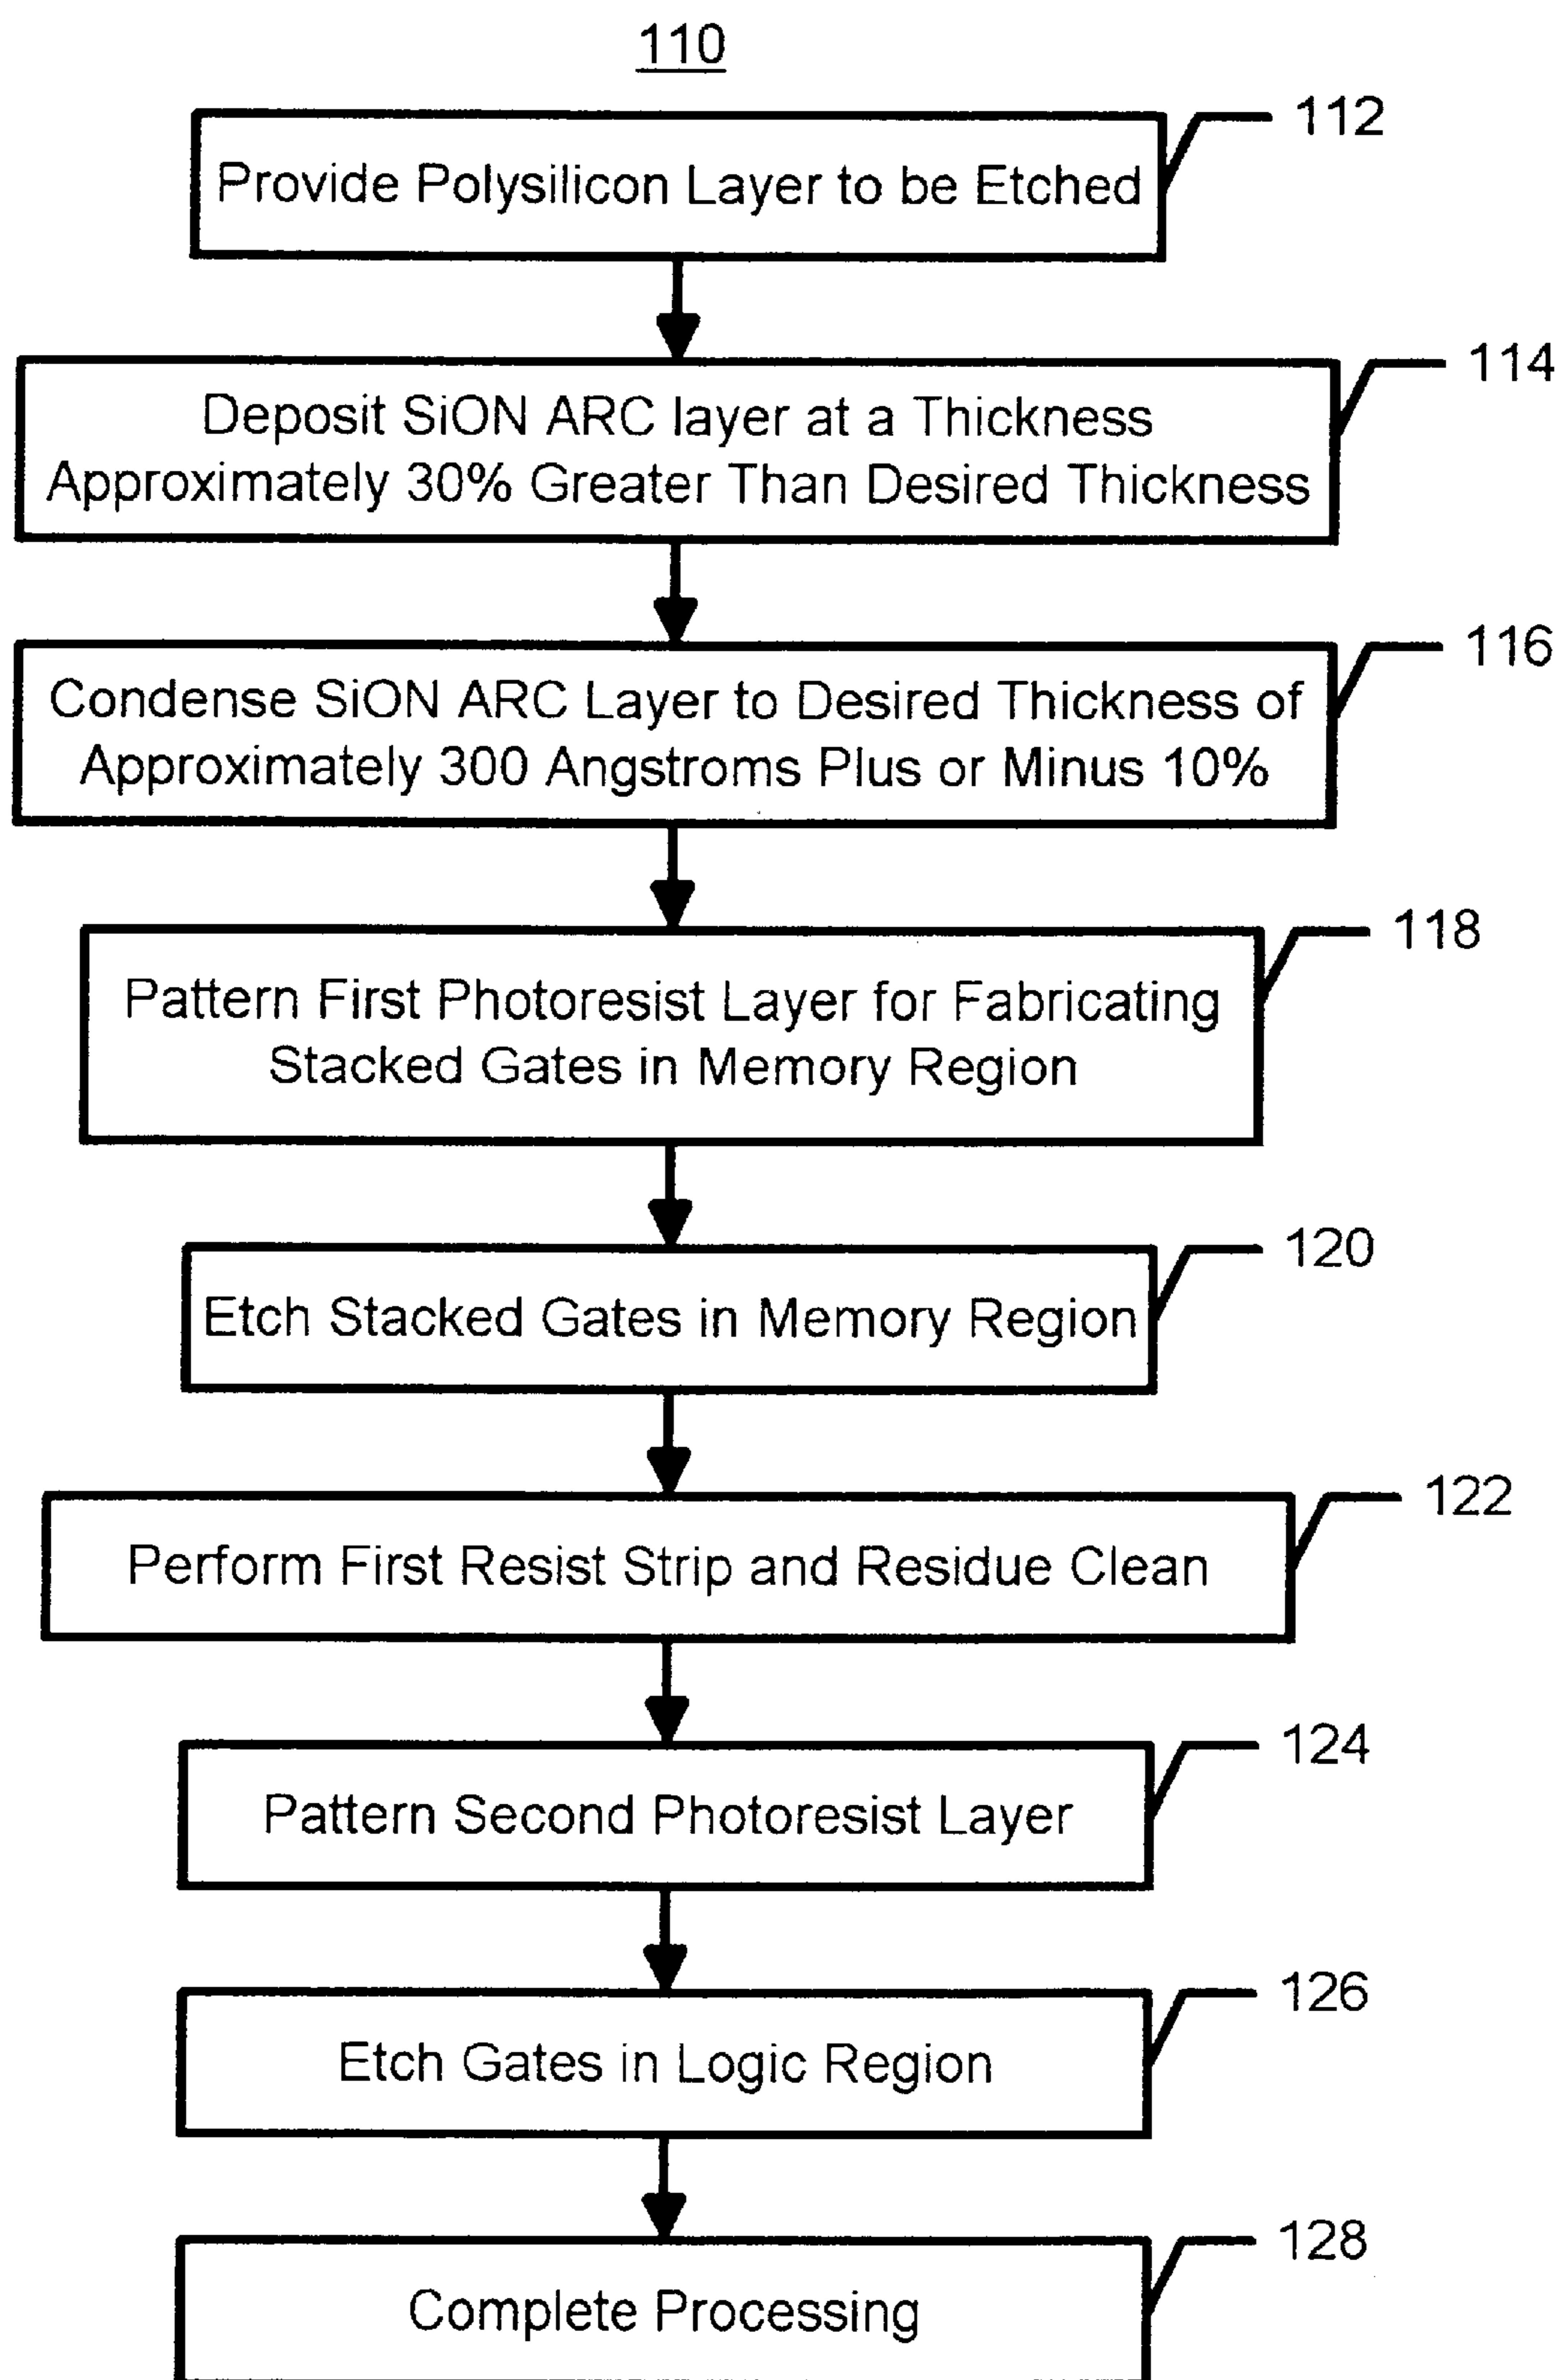 110
112
Provide Polysilicon Layer to be Etched
114
Deposit SiON ARC layer at a Thickness
Approximately 30% Greater Than Desired Thickness
116
Condense SiON ARC Layer to Desired Thickness of
Approximately 300 Angstroms Plus or Minus 10%
118
Pattern First Photoresist Layer for Fabricating
Stacked Gates in Memory Region
120
Etch Stacked Gates in Memory Region
122
Perform First Resist Strip and Residue Clean
124
Pattern Second Photoresist Layer
126
Etch Gates in Logic Region
128
Complete Processing